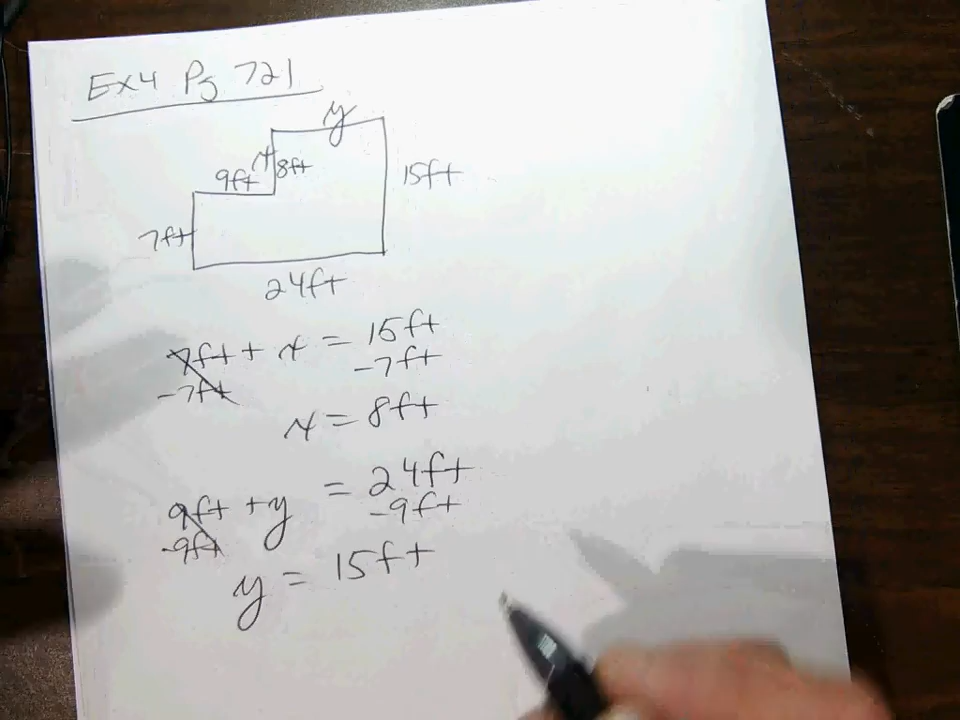 Ex4 Pg 721
y
9ft x 8ft 15ft
7ft
24ft
7ft + x = 15ft
-7ft -7ft
x = 8ft
9ft + y = 24ft
-9ft -9ft
y = 15ft